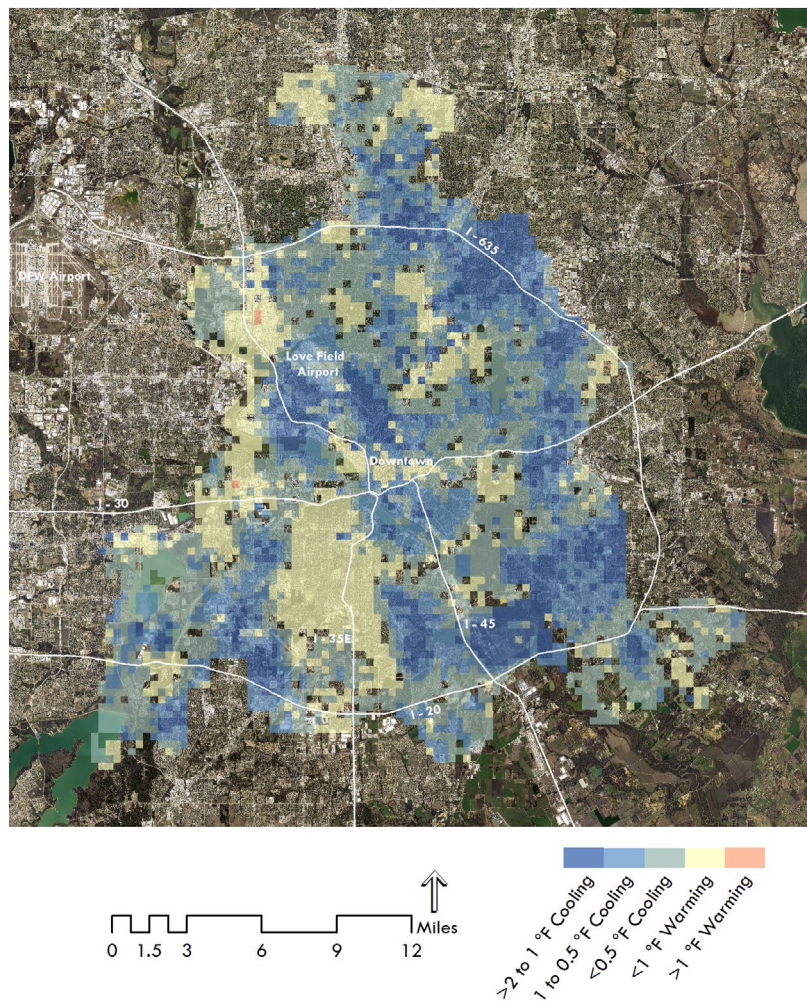 I - 635
DFW Airport
Love Field
Airport
Downtown
I - 30
I - 45
I - 35E
I - 20
Miles
0 1.5 3 6 9 12
>2 to 1 °F Cooling
1 to 0.5 °F Cooling
<0.5 °F Cooling
<1 °F Warming
>1 °F Warming